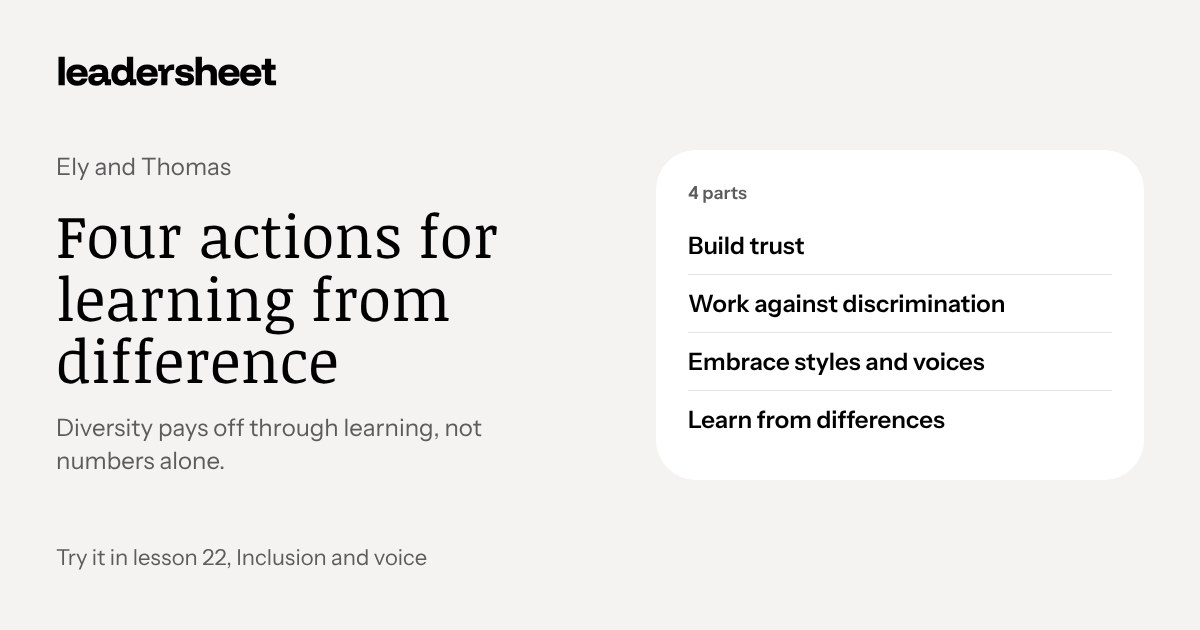 leadersheet
Ely and Thomas
Four actions for
learning from
difference
Diversity pays off through learning, not
numbers alone.
Try it in lesson 22, Inclusion and voice
4 parts
Build trust
Work against discrimination
Embrace styles and voices
Learn from differences